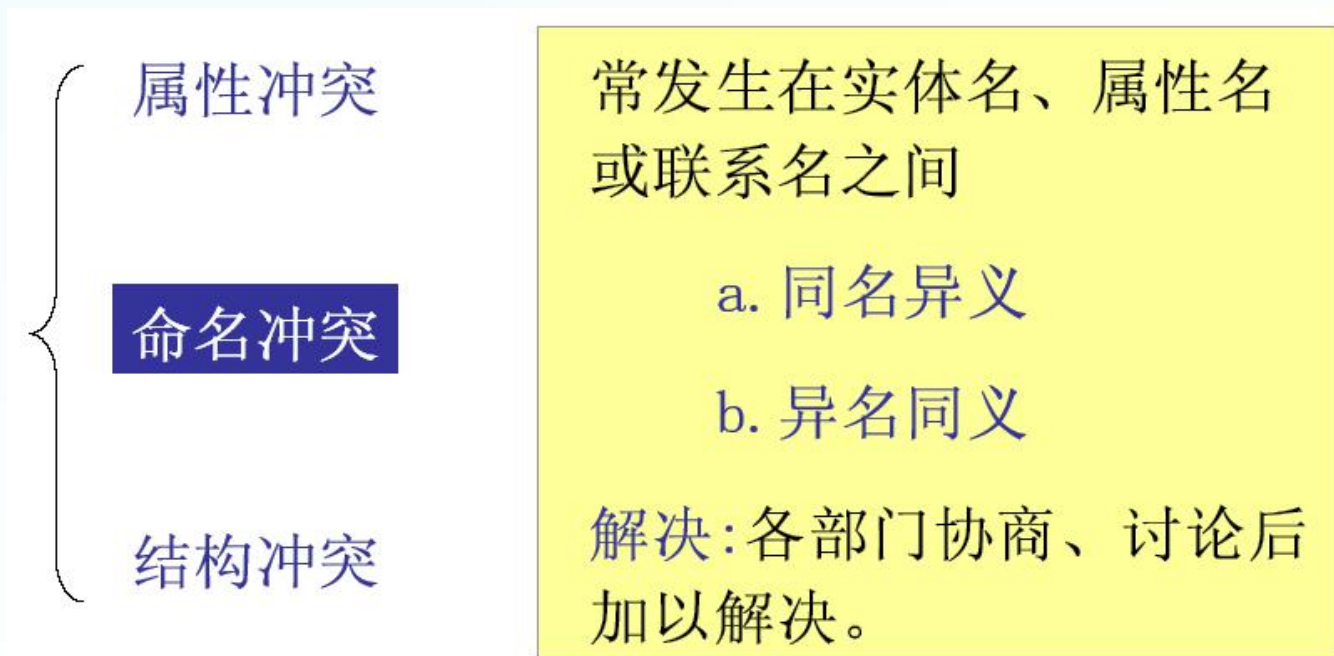 属性冲突
命名冲突
结构冲突
常发生在实体名、属性名
或联系名之间
a. 同名异义
b. 异名同义
解决:各部门协商、讨论后
加以解决。